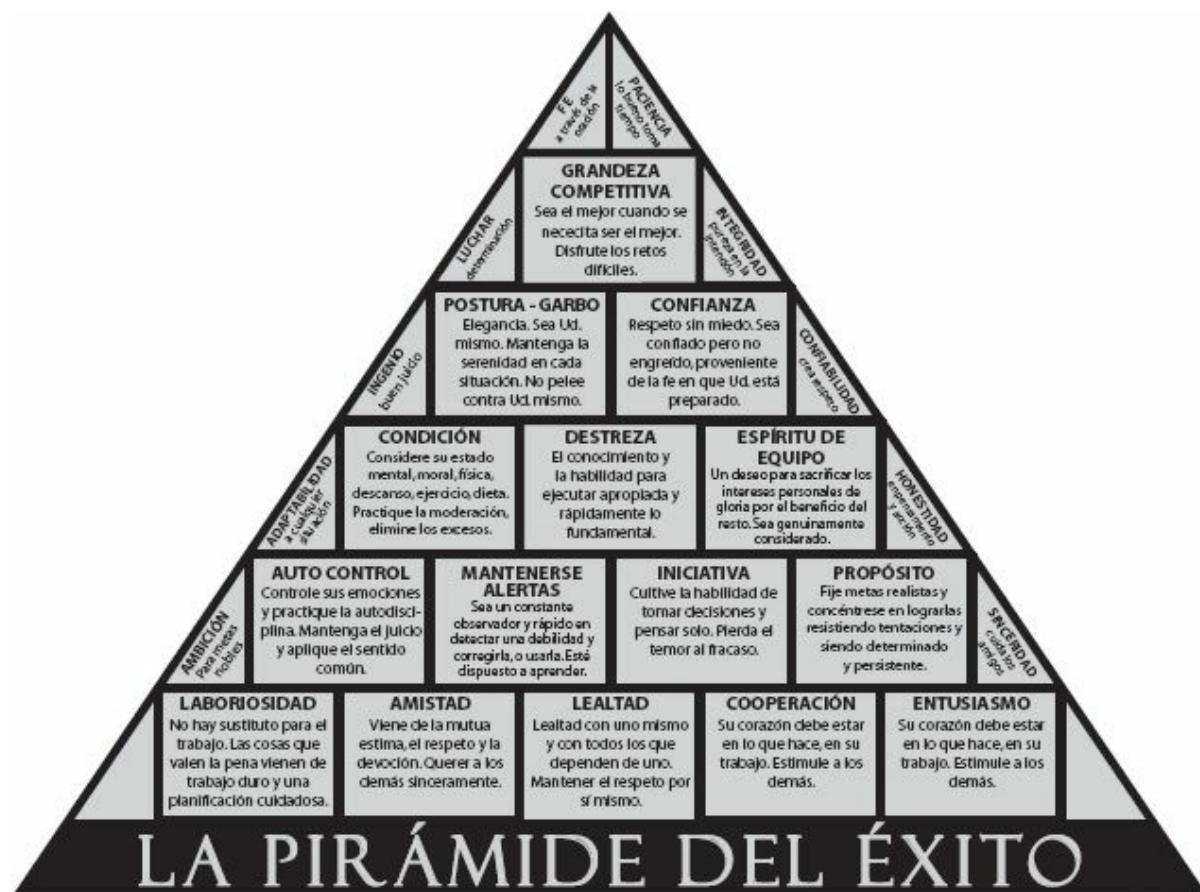 FE
a través de la
oración
PACIENCIA
lo bueno toma
tiempo
GRANDEZA
COMPETITIVA
Sea el mejor cuando se
nececita ser el mejor.
Disfrute los retos
difíciles.
LUCHAR
determinación
INTEGRIDAD
pureza en la
intención
POSTURA - GARBO
Elegancia. Sea Ud.
mismo. Mantenga la
serenidad en cada
situación. No pelee
contra Ud. mismo.
CONFIANZA
Respeto sin miedo. Sea
confiado pero no
engreído, proveniente
de la fe en que Ud. está
preparado.
INGENIO
buen juicio
CONFIABILIDAD
crea respeto
CONDICIÓN
Considere su estado
mental, moral, física,
descanso, ejercicio, dieta.
Practique la moderación,
elimine los excesos.
DESTREZA
El conocimiento y
la habilidad para
ejecutar apropiada y
rápidamente lo
fundamental.
ESPÍRITU DE
EQUIPO
Un deseo para sacrificar los
intereses personales de
gloria por el beneficio del
resto. Sea genuinamente
considerado.
ADAPTABILIDAD
a cualquier
situación
HONESTIDAD
en pensamiento
y acción
AUTO CONTROL
Controle sus emociones
y practique la autodisci-
plina. Mantenga el juicio
y aplique el sentido
común.
MANTENERSE
ALERTAS
Sea un constante
observador y rápido en
detectar una debilidad y
corregirla, o usarla. Esté
dispuesto a aprender.
INICIATIVA
Cultive la habilidad de
tomar decisiones y
pensar solo. Pierda el
temor al fracaso.
PROPÓSITO
Fije metas realistas y
concéntrese en lograrlas
resistiendo tentaciones y
siendo determinado
y persistente.
AMBICIÓN
Para metas
nobles
SINCERIDAD
cuida los
amigos
LABORIOSIDAD
No hay sustituto para el
trabajo. Las cosas que
valen la pena vienen de
trabajo duro y una
planificación cuidadosa.
AMISTAD
Viene de la mutua
estima, el respeto y la
devoción. Querer a los
demás sinceramente.
LEALTAD
Lealtad con uno mismo
y con todos los que
dependen de uno.
Mantener el respeto por
sí mismo.
COOPERACIÓN
Su corazón debe estar
en lo que hace, en su
trabajo. Estimule a los
demás.
ENTUSIASMO
Su corazón debe estar
en lo que hace, en su
trabajo. Estimule a los
demás.
LA PIRÁMIDE DEL ÉXITO